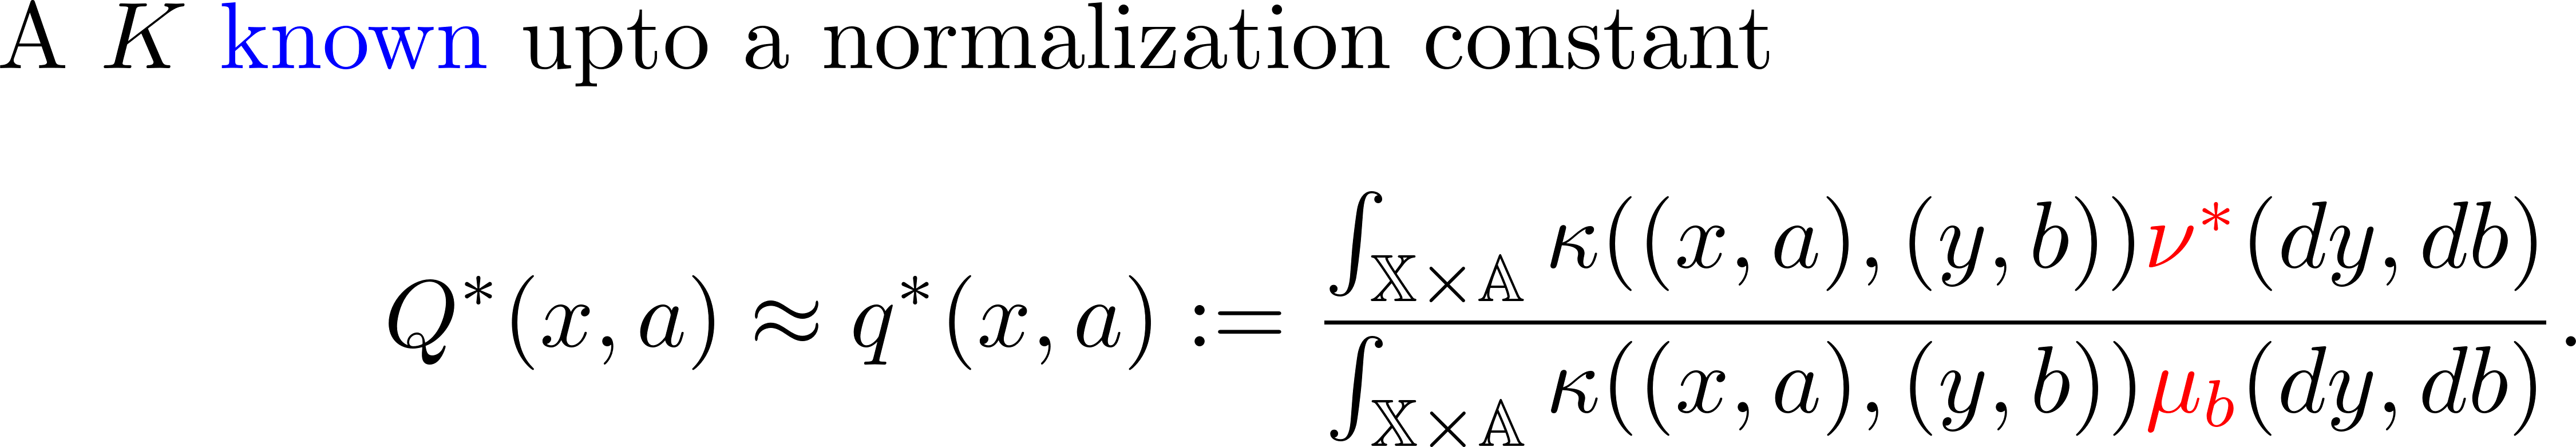 A K known upto a normalization constant
Q*(x, a) ≈ q*(x, a) := ∫_{𝕏×𝔸} κ((x, a), (y, b))ν*(dy, db) / ∫_{𝕏×𝔸} κ((x, a), (y, b))μ_b(dy, db) .